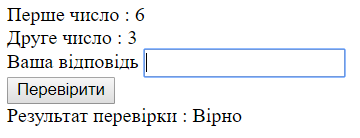 Перше число : 6
Друге число : 3
Ваша відповідь
Перевірити
Результат перевірки : Вірно